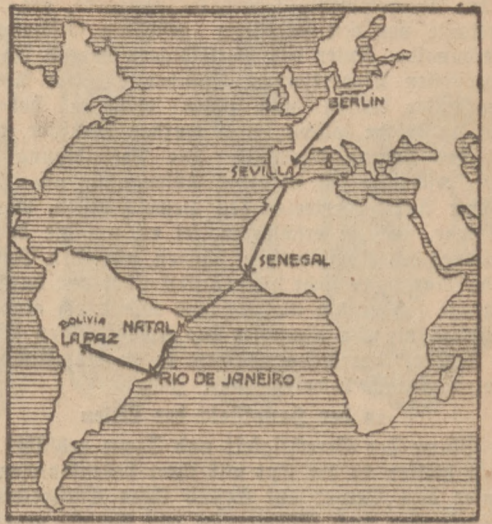 BERLIN
SEVILLA
SENEGAL
BOLIVIA
NATAL
LA PAZ
RIO DE JANEIRO